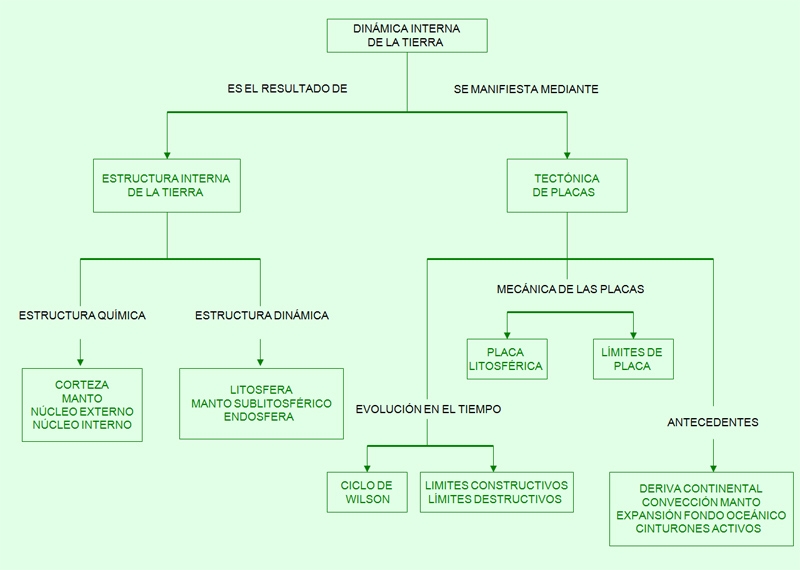 DINÁMICA INTERNA
DE LA TIERRA
ES EL RESULTADO DE
SE MANIFIESTA MEDIANTE
ESTRUCTURA INTERNA
DE LA TIERRA
TECTÓNICA
DE PLACAS
MECÁNICA DE LAS PLACAS
ESTRUCTURA QUÍMICA
ESTRUCTURA DINÁMICA
PLACA
LITOSFÉRICA
LÍMITES DE
PLACA
CORTEZA
MANTO
NÚCLEO EXTERNO
NÚCLEO INTERNO
LITOSFERA
MANTO SUBLITOSFÉRICO
ENDOSFERA
EVOLUCIÓN EN EL TIEMPO
ANTECEDENTES
CICLO DE
WILSON
LIMITES CONSTRUCTIVOS
LÍMITES DESTRUCTIVOS
DERIVA CONTINENTAL
CONVECCIÓN MANTO
EXPANSIÓN FONDO OCEÁNICO
CINTURONES ACTIVOS